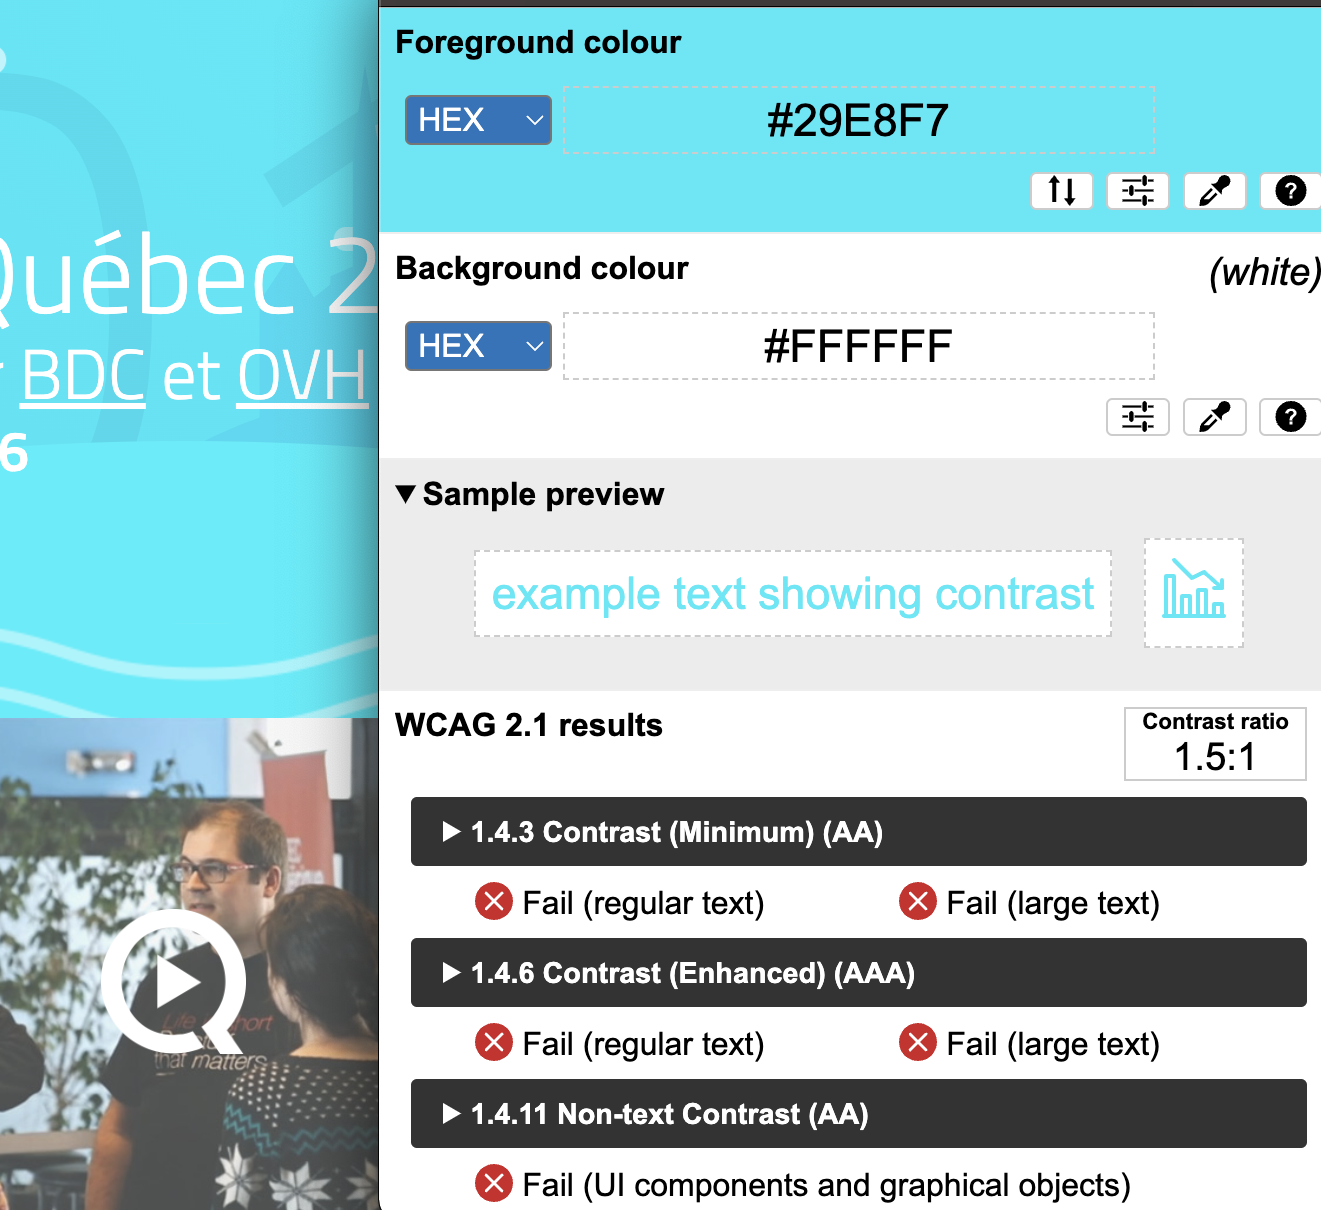 Québec 2
BDC et OVH
6
Foreground colour
HEX
#29E8F7
?
Background colour
(white)
HEX
#FFFFFF
?
Sample preview
example text showing contrast
WCAG 2.1 results
Contrast ratio
1.5:1
1.4.3 Contrast (Minimum) (AA)
Fail (regular text)
Fail (large text)
1.4.6 Contrast (Enhanced) (AAA)
Fail (regular text)
Fail (large text)
1.4.11 Non-text Contrast (AA)
Fail (UI components and graphical objects)
that matters